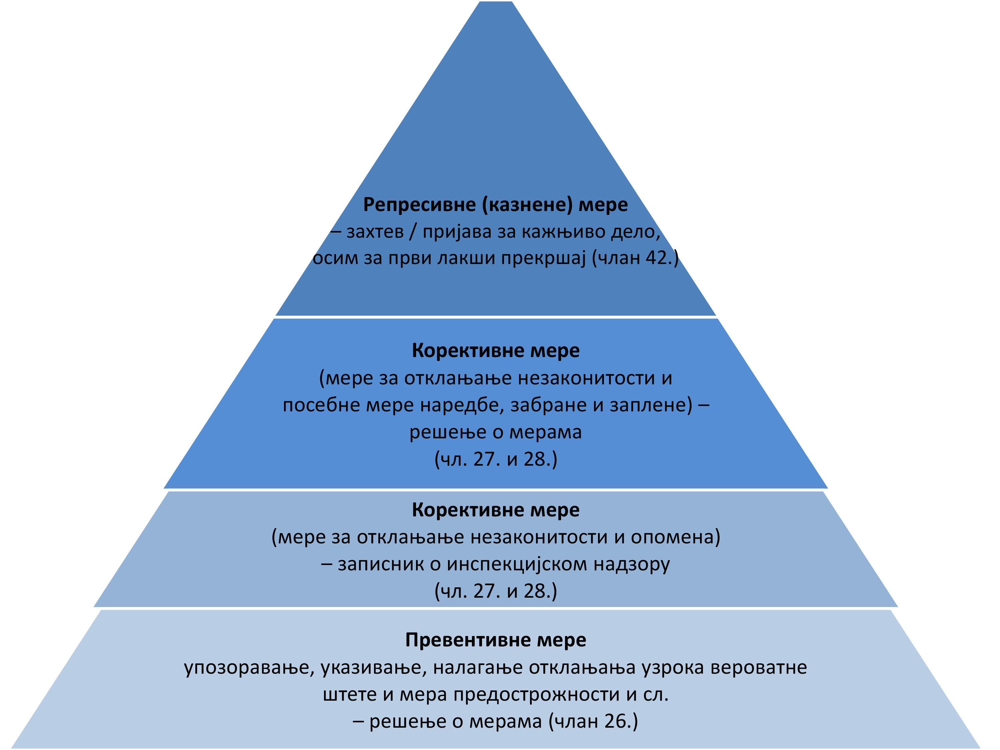 Репресивне (казнене) мере
– захтев / пријава за кажњиво дело,
осим за први лакши прекршај (члан 42.)
Корективне мере
(мере за отклањање незаконитости и
посебне мере наредбе, забране и заплене) –
решење о мерама
(чл. 27. и 28.)
Корективне мере
(мере за отклањање незаконитости и опомена)
– записник о инспекцијском надзору
(чл. 27. и 28.)
Превентивне мере
упозоравање, указивање, налагање отклањања узрока вероватне
штете и мера предострожности и сл.
– решење о мерама (члан 26.)